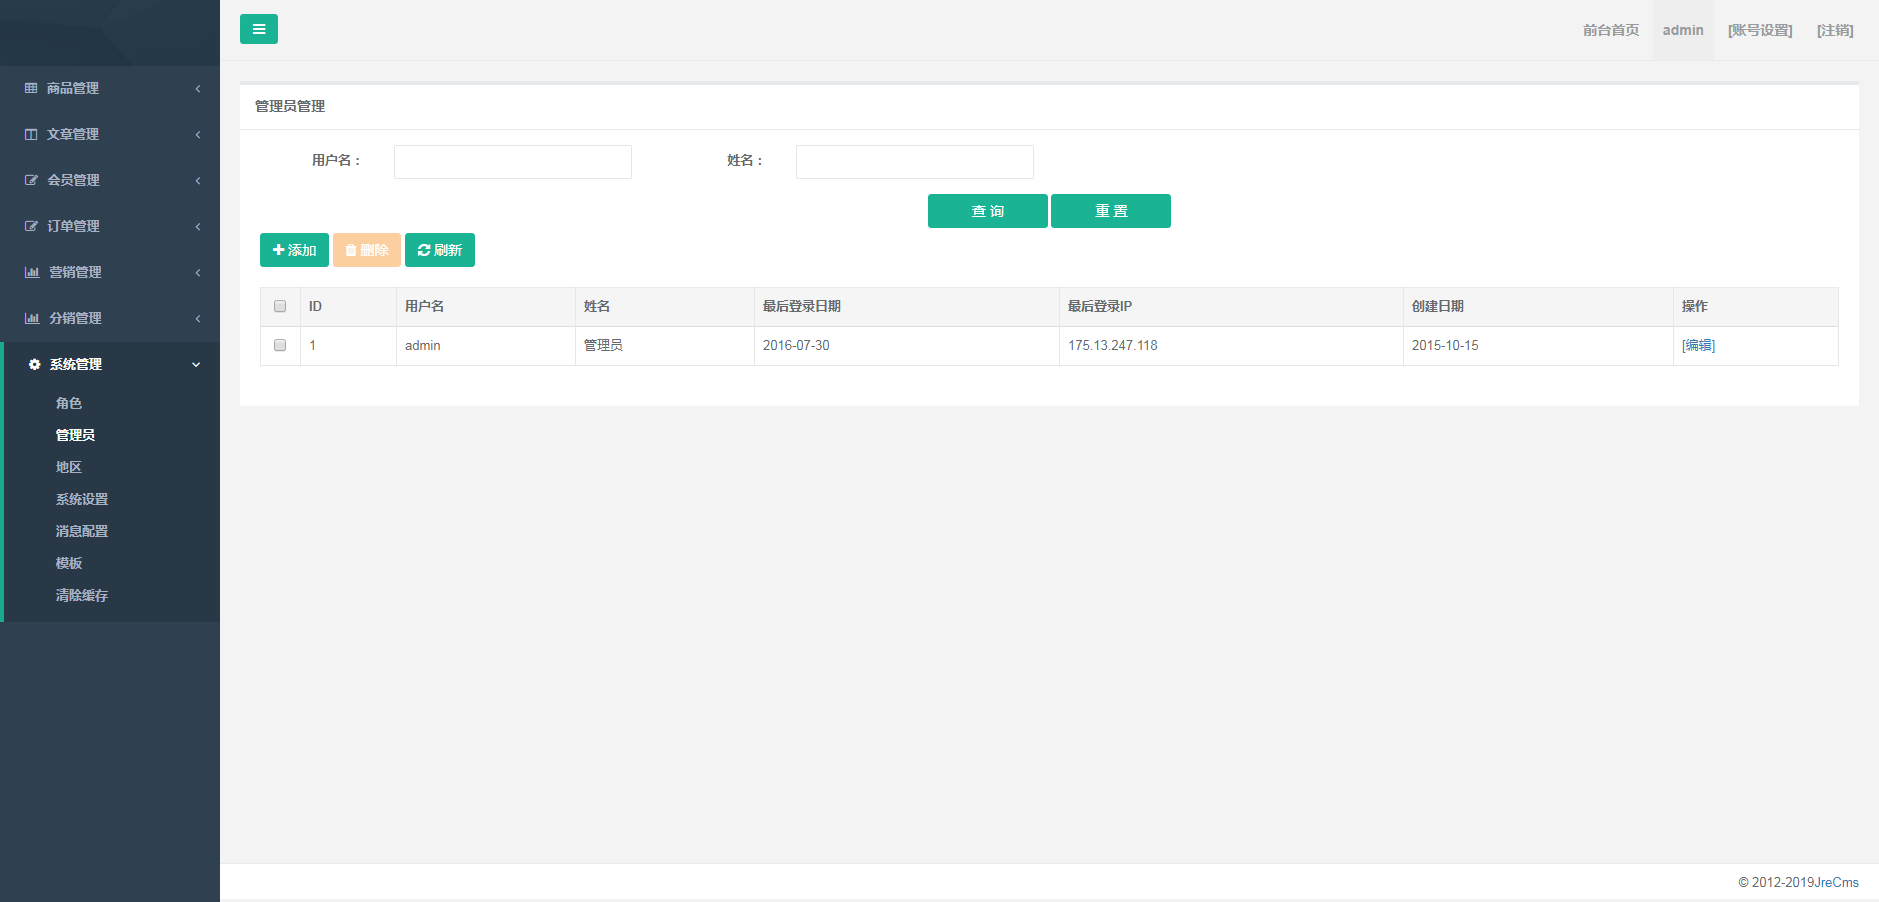 前台首页 admin [账号设置] [注销]
商品管理
文章管理
会员管理
订单管理
营销管理
分销管理
系统管理
角色
管理员
地区
系统设置
消息配置
模板
清除缓存
管理员管理
用户名： 姓名：
查 询 重 置
添加 删除 刷新
ID 用户名 姓名 最后登录日期 最后登录IP 创建日期 操作
1 admin 管理员 2016-07-30 175.13.247.118 2015-10-15 [编辑]
© 2012-2019JreCms